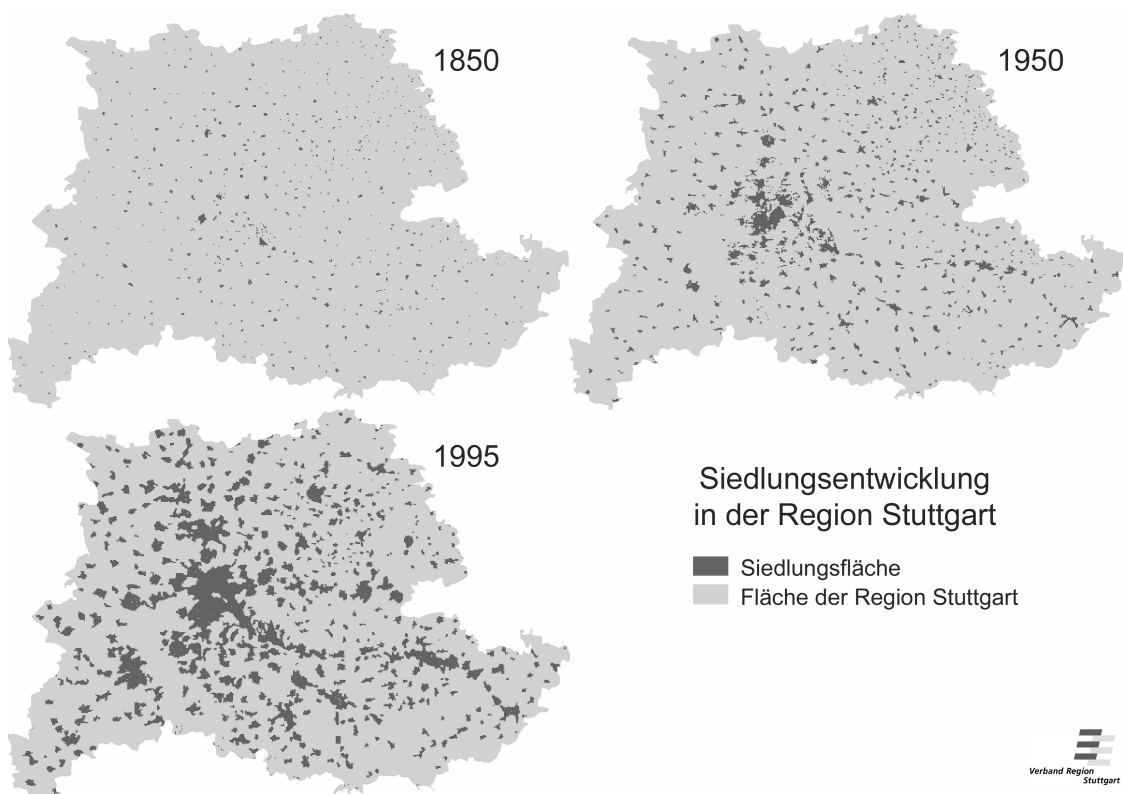 1850
1950
1995
Siedlungsentwicklung
in der Region Stuttgart
Siedlungsfläche
Fläche der Region Stuttgart
Verband Region
Stuttgart